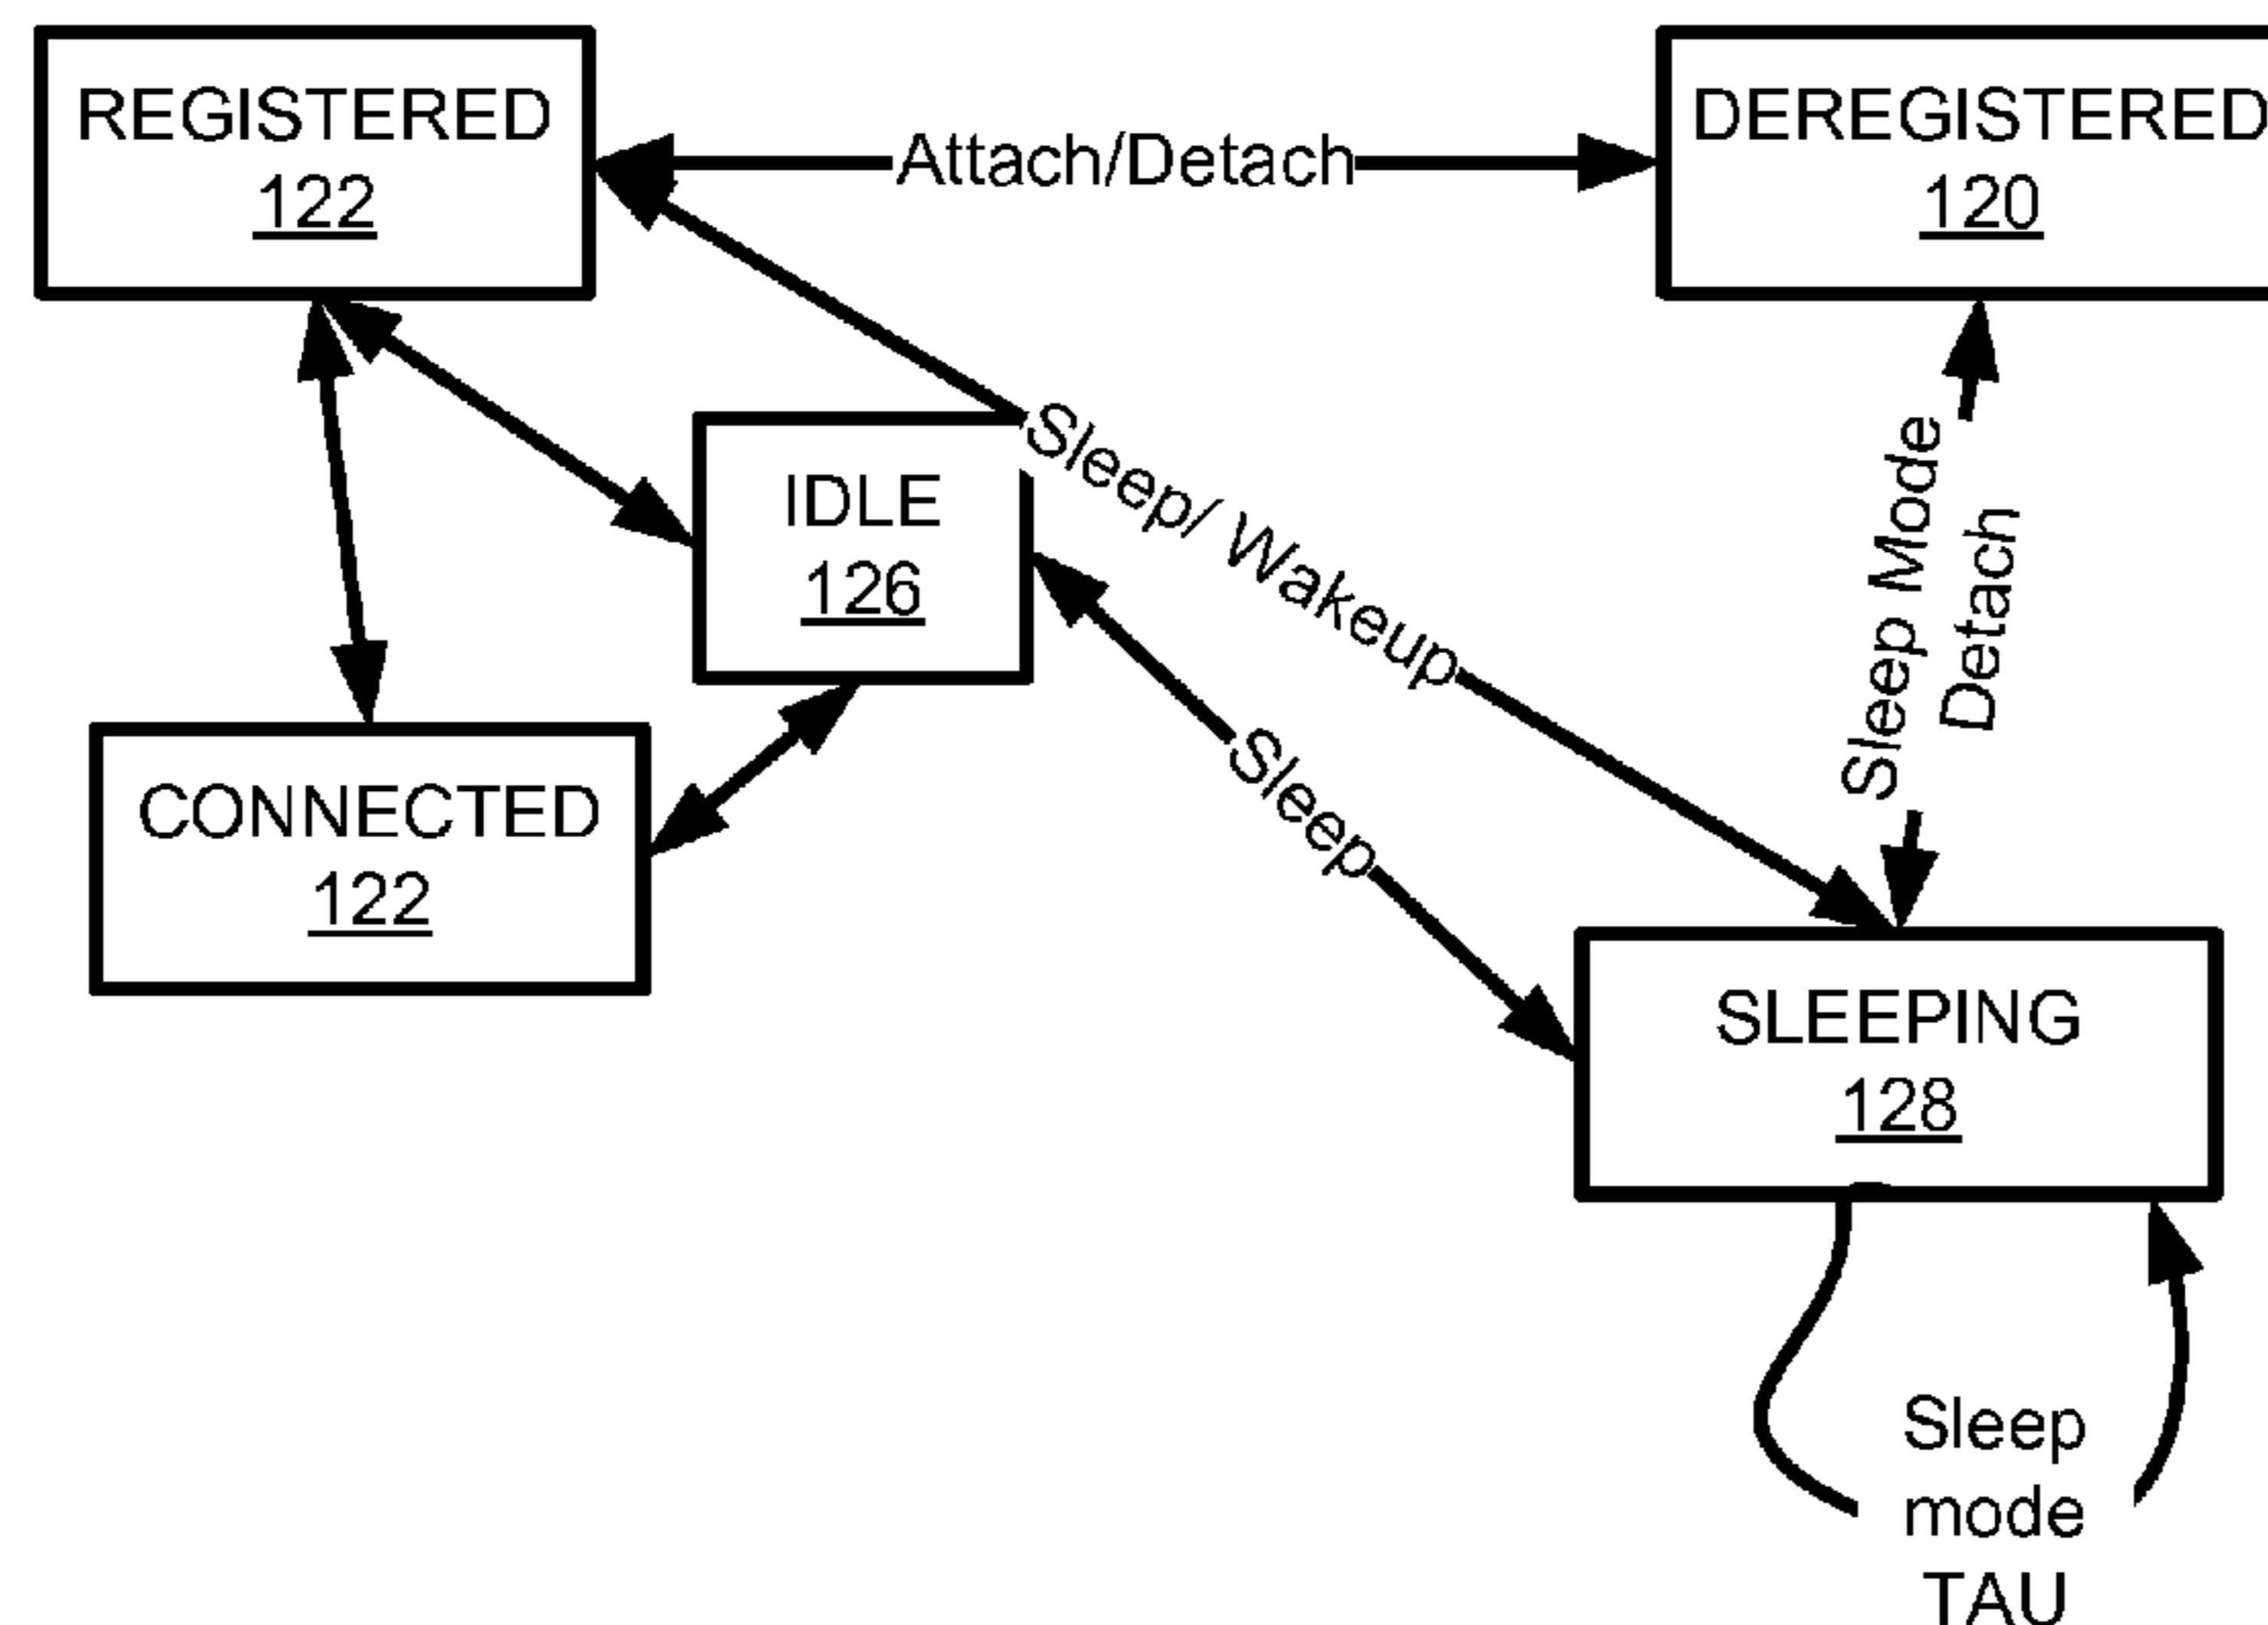 REGISTERED
122
Attach/Detach
DEREGISTERED
120
IDLE
126
Sleep/ Wakeup
Sleep Mode
Detach
CONNECTED
122
Sleep
SLEEPING
128
Sleep
mode
TAU